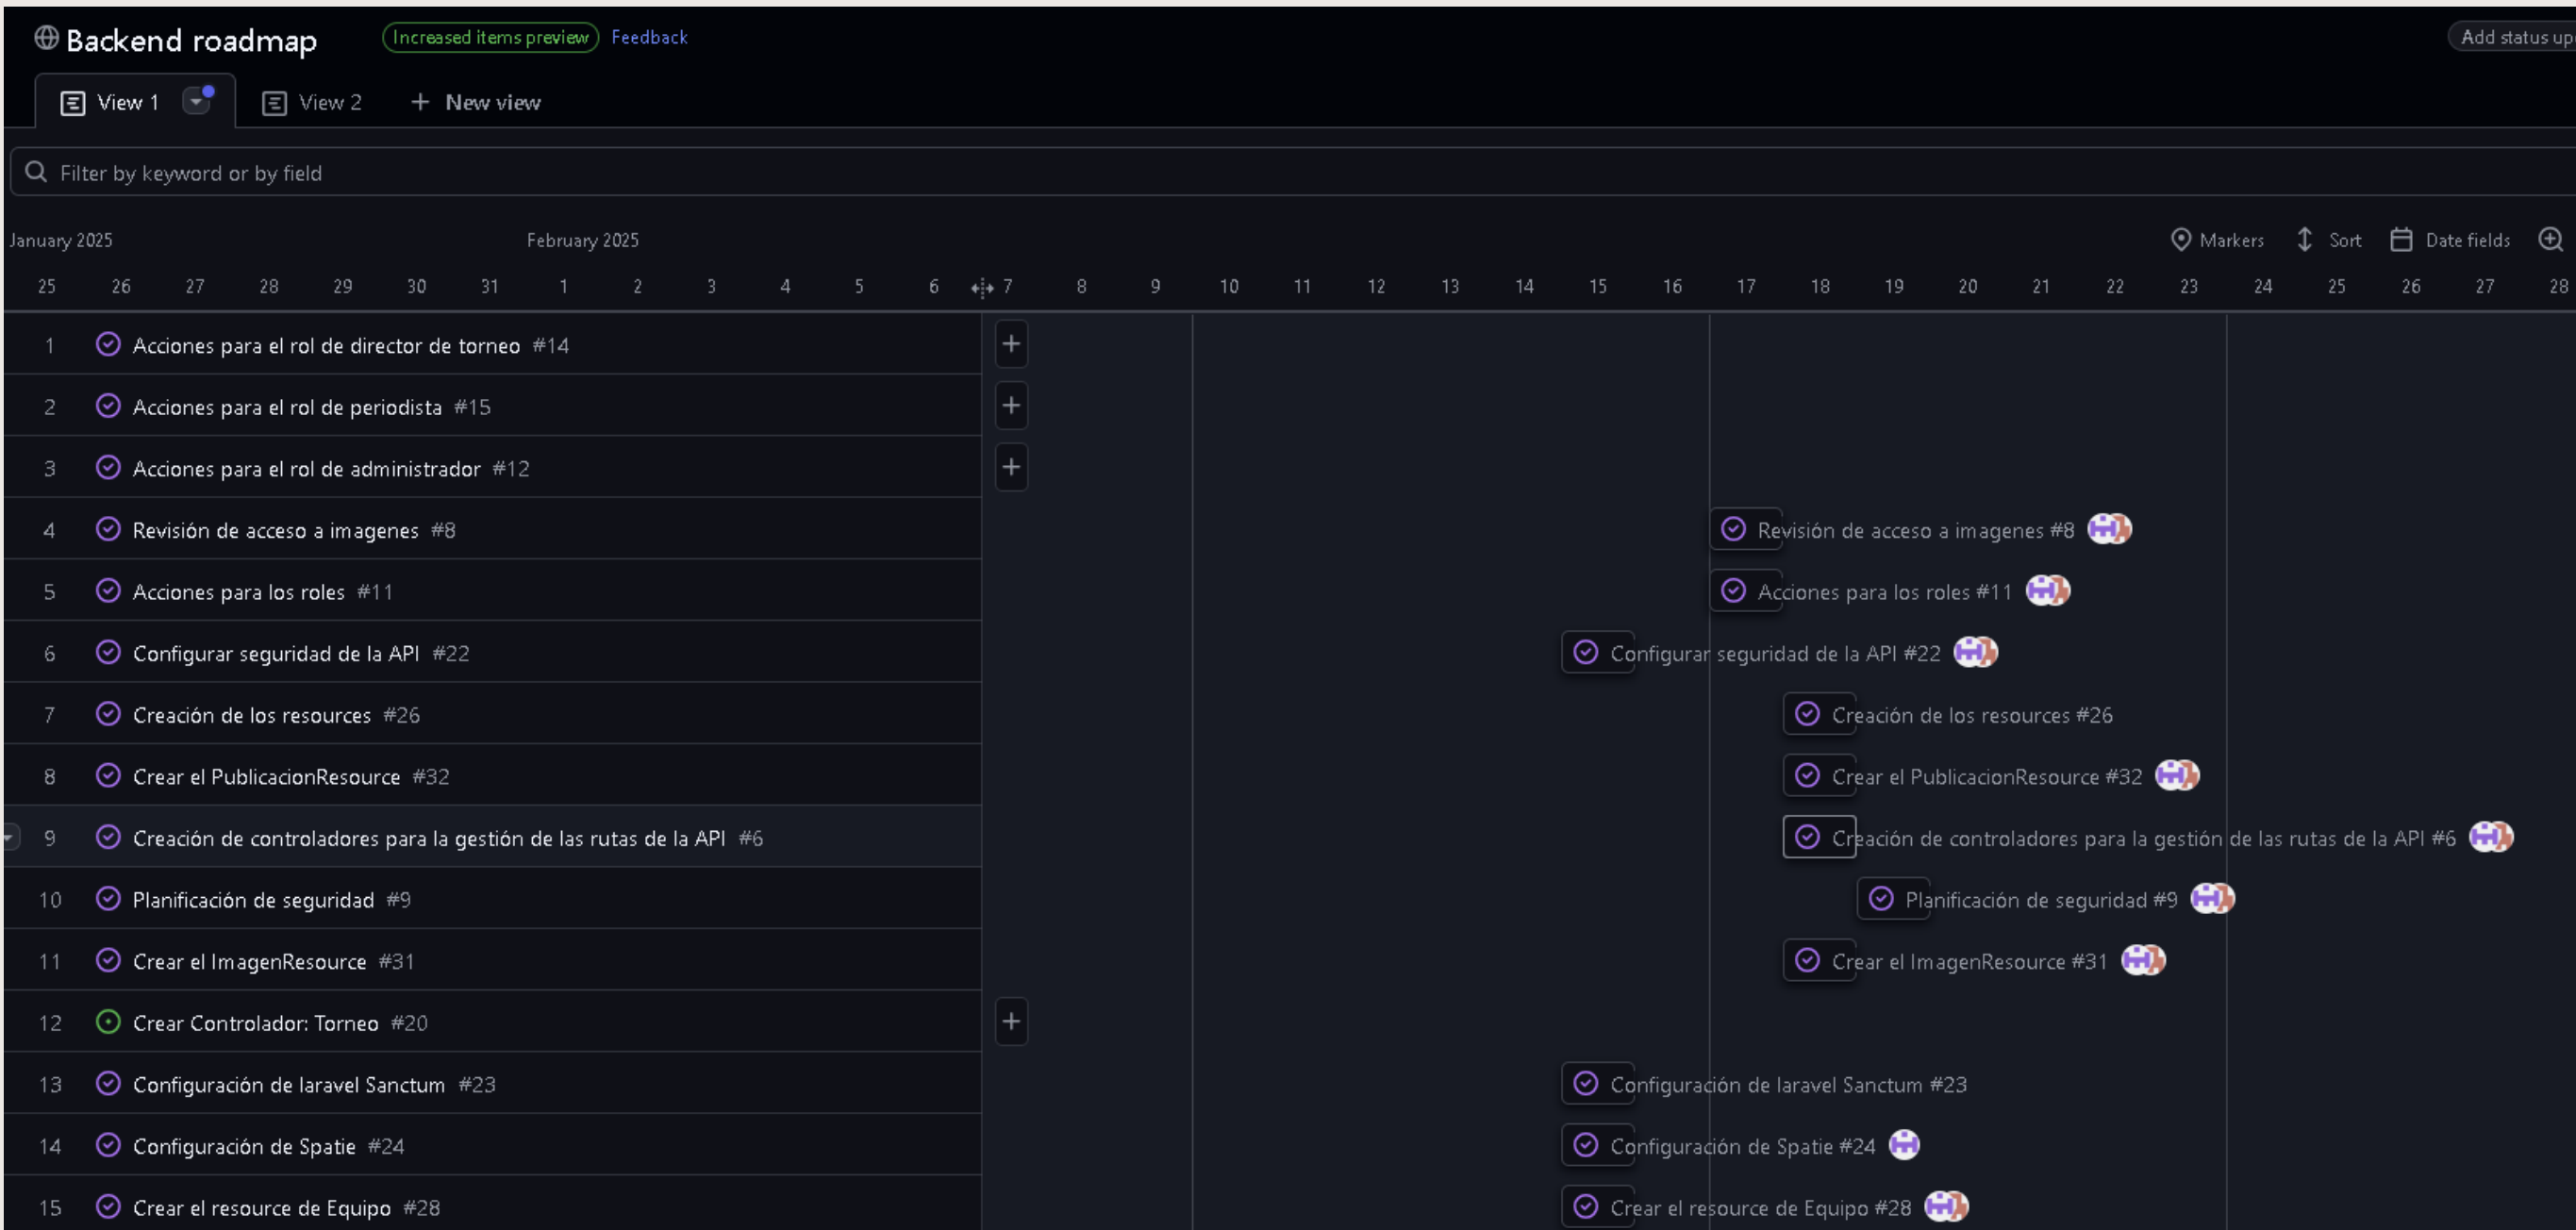 Backend roadmap Increased items preview Feedback Add status up
View 1 View 2 + New view
Filter by keyword or by field
January 2025 February 2025 Markers Sort Date fields
25 26 27 28 29 30 31 1 2 3 4 5 6 7 8 9 10 11 12 13 14 15 16 17 18 19 20 21 22 23 24 25 26 27 28
1 Acciones para el rol de director de torneo #14 +
2 Acciones para el rol de periodista #15 +
3 Acciones para el rol de administrador #12 +
4 Revisión de acceso a imagenes #8 Revisión de acceso a imagenes #8
5 Acciones para los roles #11 Acciones para los roles #11
6 Configurar seguridad de la API #22 Configurar seguridad de la API #22
7 Creación de los resources #26 Creación de los resources #26
8 Crear el PublicacionResource #32 Crear el PublicacionResource #32
9 Creación de controladores para la gestión de las rutas de la API #6 Creación de controladores para la gestión de las rutas de la API #6
10 Planificación de seguridad #9 Planificación de seguridad #9
11 Crear el ImagenResource #31 Crear el ImagenResource #31
12 Crear Controlador: Torneo #20 +
13 Configuración de laravel Sanctum #23 Configuración de laravel Sanctum #23
14 Configuración de Spatie #24 Configuración de Spatie #24
15 Crear el resource de Equipo #28 Crear el resource de Equipo #28